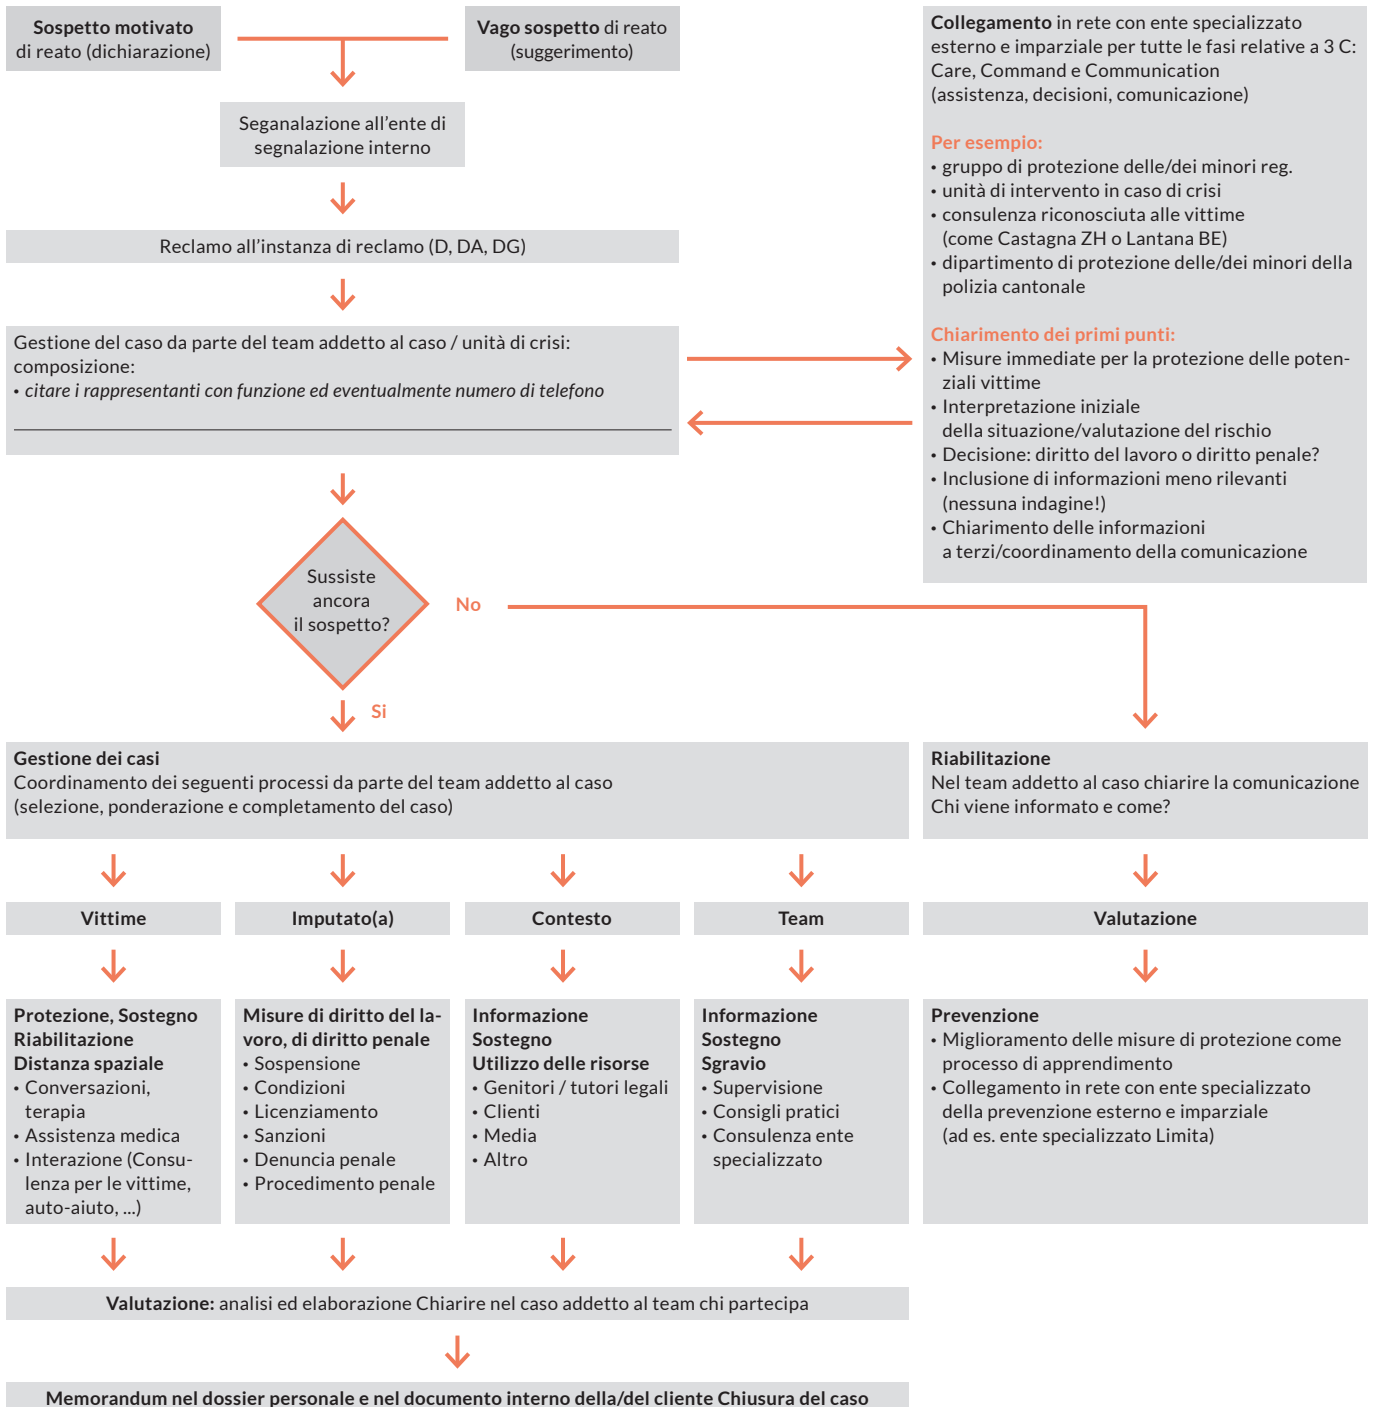 Sospetto motivato
di reato (dichiarazione)
Vago sospetto di reato
(suggerimento)
Seganalazione all'ente di
segnalazione interno
Reclamo all'instanza di reclamo (D, DA, DG)
Gestione del caso da parte del team addetto al caso / unità di crisi:
composizione:
• citare i rappresentanti con funzione ed eventualmente numero di telefono
Collegamento in rete con ente specializzato
esterno e imparziale per tutte le fasi relative a 3 C:
Care, Command e Communication
(assistenza, decisioni, comunicazione)
Per esempio:
• gruppo di protezione delle/dei minori reg.
• unità di intervento in caso di crisi
• consulenza riconosciuta alle vittime
(come Castagna ZH o Lantana BE)
• dipartimento di protezione delle/dei minori della
polizia cantonale
Chiarimento dei primi punti:
• Misure immediate per la protezione delle poten-
ziali vittime
• Interpretazione iniziale
della situazione/valutazione del rischio
• Decisione: diritto del lavoro o diritto penale?
• Inclusione di informazioni meno rilevanti
(nessuna indagine!)
• Chiarimento delle informazioni
a terzi/coordinamento della comunicazione
Sussiste
ancora
il sospetto?
No
Si
Gestione dei casi
Coordinamento dei seguenti processi da parte del team addetto al caso
(selezione, ponderazione e completamento del caso)
Riabilitazione
Nel team addetto al caso chiarire la comunicazione
Chi viene informato e come?
Vittime
Imputato(a)
Contesto
Team
Valutazione
Protezione, Sostegno
Riabilitazione
Distanza spaziale
• Conversazioni,
terapia
• Assistenza medica
• Interazione (Consu-
lenza per le vittime,
auto-aiuto, ...)
Misure di diritto del la-
voro, di diritto penale
• Sospensione
• Condizioni
• Licenziamento
• Sanzioni
• Denuncia penale
• Procedimento penale
Informazione
Sostegno
Utilizzo delle risorse
• Genitori / tutori legali
• Clienti
• Media
• Altro
Informazione
Sostegno
Sgravio
• Supervisione
• Consigli pratici
• Consulenza ente
specializzato
Prevenzione
• Miglioramento delle misure di protezione come
processo di apprendimento
• Collegamento in rete con ente specializzato
della prevenzione esterno e imparziale
(ad es. ente specializzato Limita)
Valutazione: analisi ed elaborazione Chiarire nel caso addetto al team chi partecipa
Memorandum nel dossier personale e nel documento interno della/del cliente Chiusura del caso